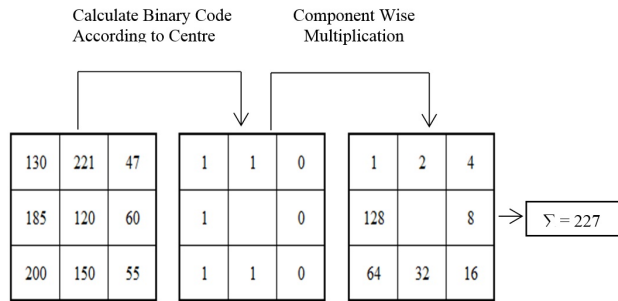 Calculate Binary Code
According to Centre
Component Wise
Multiplication
130 221 47
185 120 60
200 150 55
1 1 0
1 0
1 1 0
1 2 4
128 8
64 32 16
∑ = 227